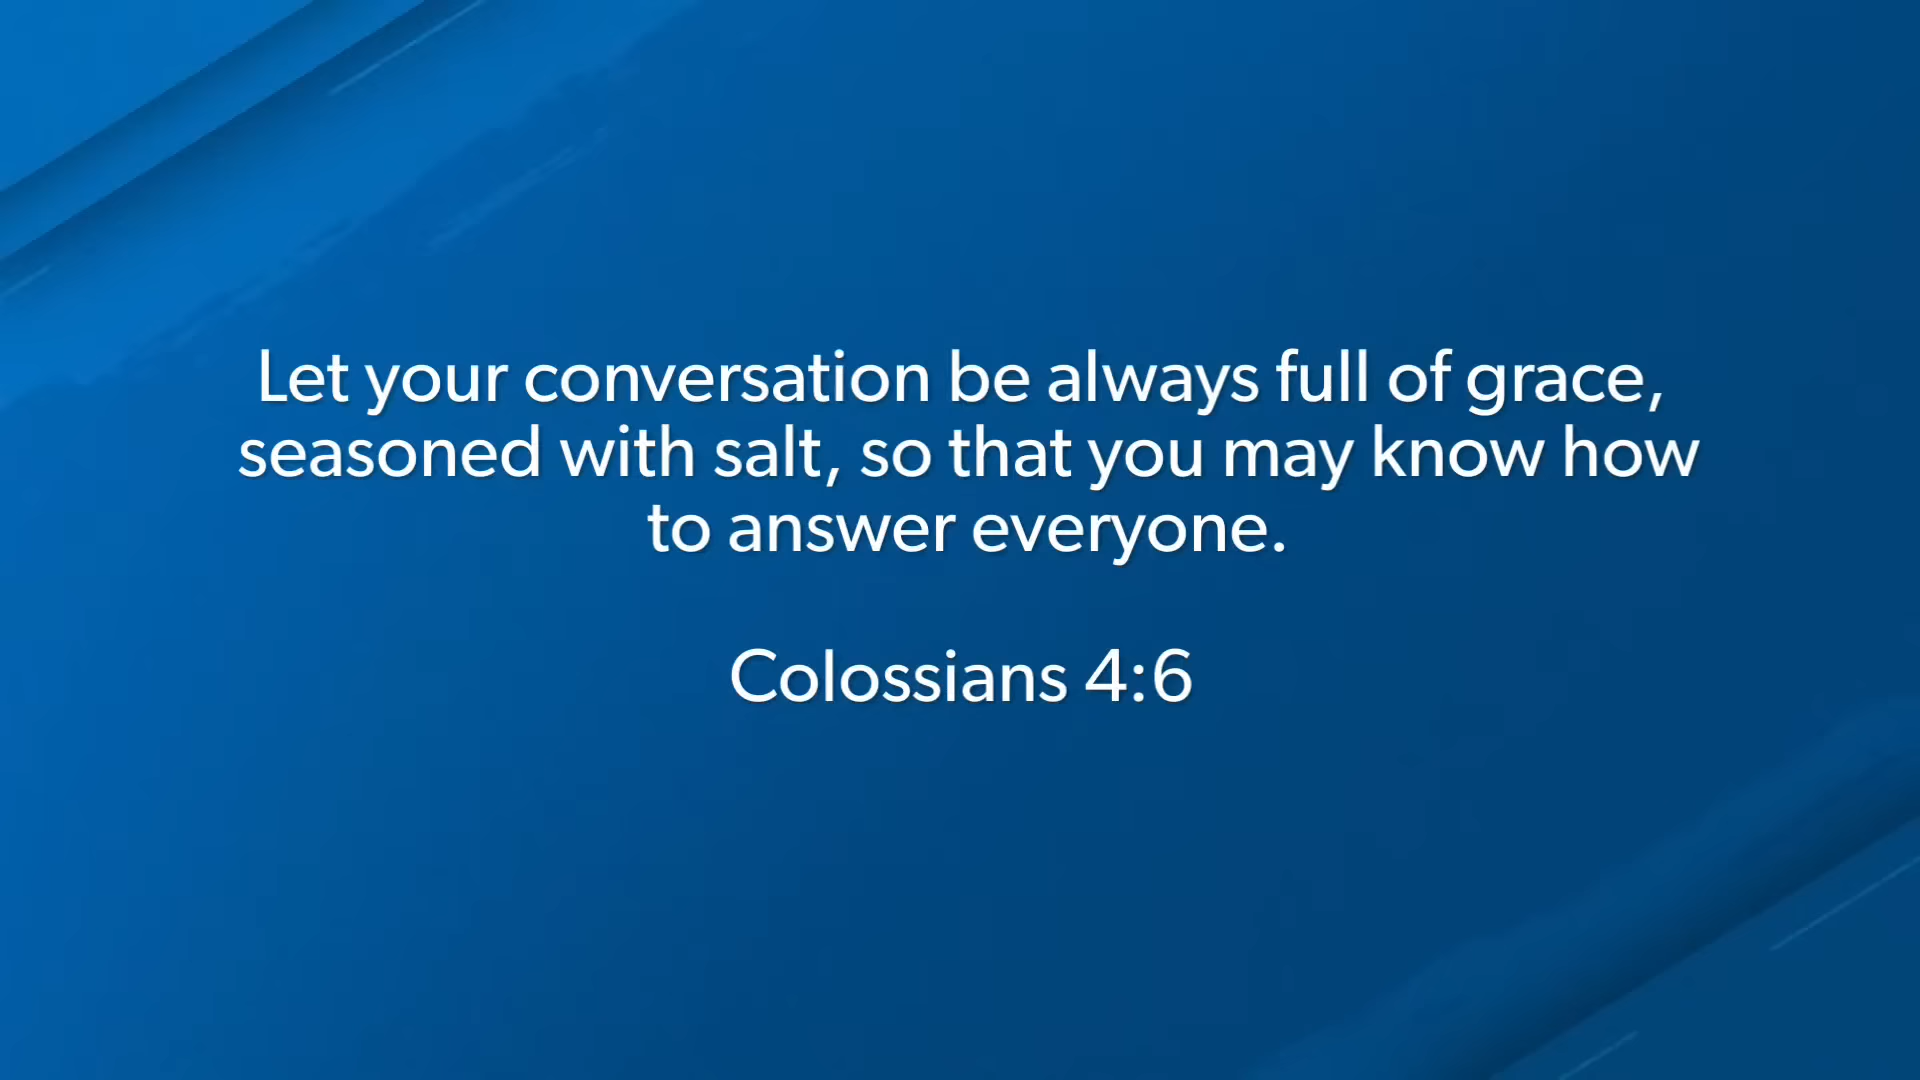 Let your conversation be always full of grace,
seasoned with salt, so that you may know how
to answer everyone.
Colossians 4:6